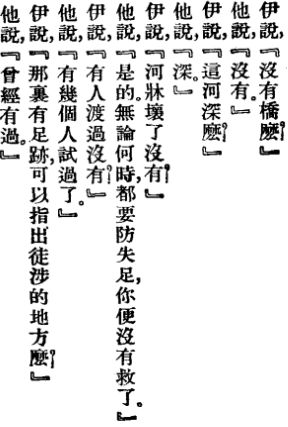 伊說,『沒有橋麽?』
他說,『沒有。』
伊說,『這河深麽?』
他說,『深。』
伊說,『河牀壞了沒有?』
他說,『是的。無論何時,都要防失足,你便沒有救了。』
伊說,『有人渡過沒有?』
他說,『有幾個人試過了。』
伊說,『那裏有足跡,可以指出徒涉的地方麽?』
他說,『曾經有過。』